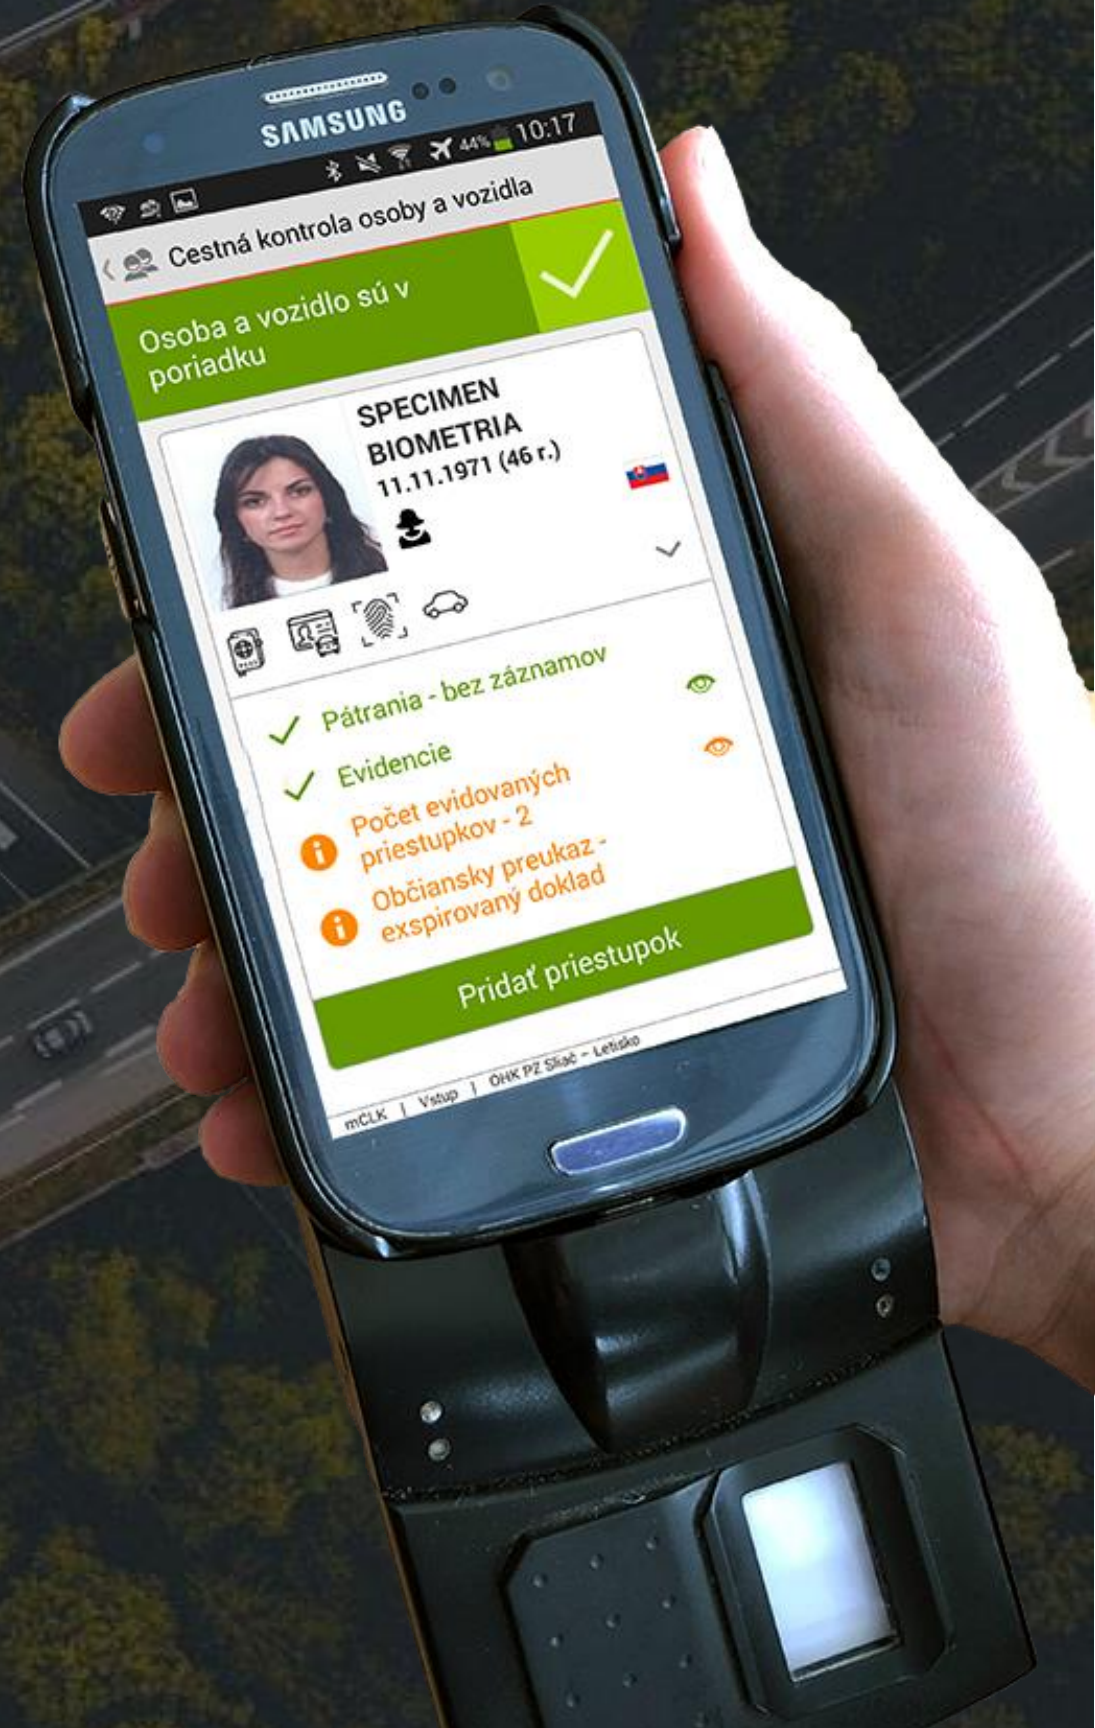 SAMSUNG
44% 10:17
Cestná kontrola osoby a vozidla
Osoba a vozidlo sú v
poriadku
SPECIMEN
BIOMETRIA
11.11.1971 (46 r.)
Pátrania - bez záznamov
Evidencie
Počet evidovaných
priestupkov - 2
Občiansky preukaz -
exspirovaný doklad
Pridať priestupok
mCLK | Vstup | OHK PZ Sliač - Letisko